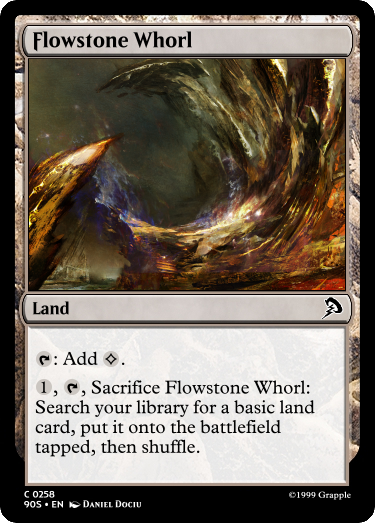 Flowstone Whorl
Land
: Add .
1, , Sacrifice Flowstone Whorl:
Search your library for a basic land
card, put it onto the battlefield
tapped, then shuffle.
C 0258
90S • EN Daniel Dociu
©1999 Grapple